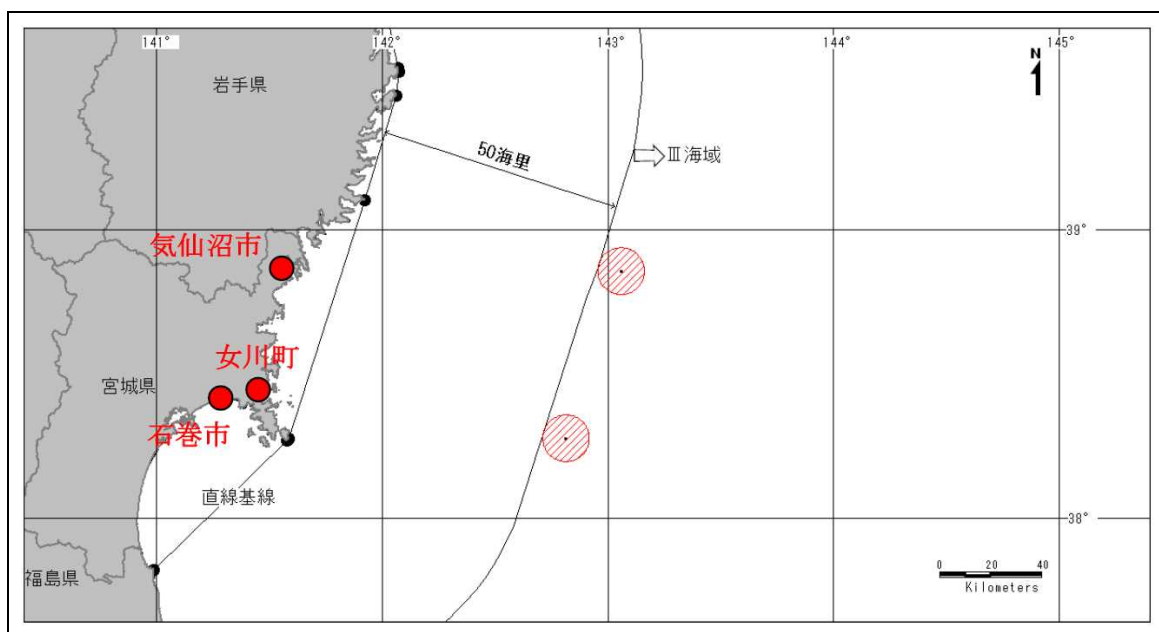 141°
142°
143°
144°
145°
N
岩手県
50海里
Ⅲ海域
気仙沼市
39°
女川町
宮城県
石巻市
直線基線
38°
福島県
0 20 40
Kilometers